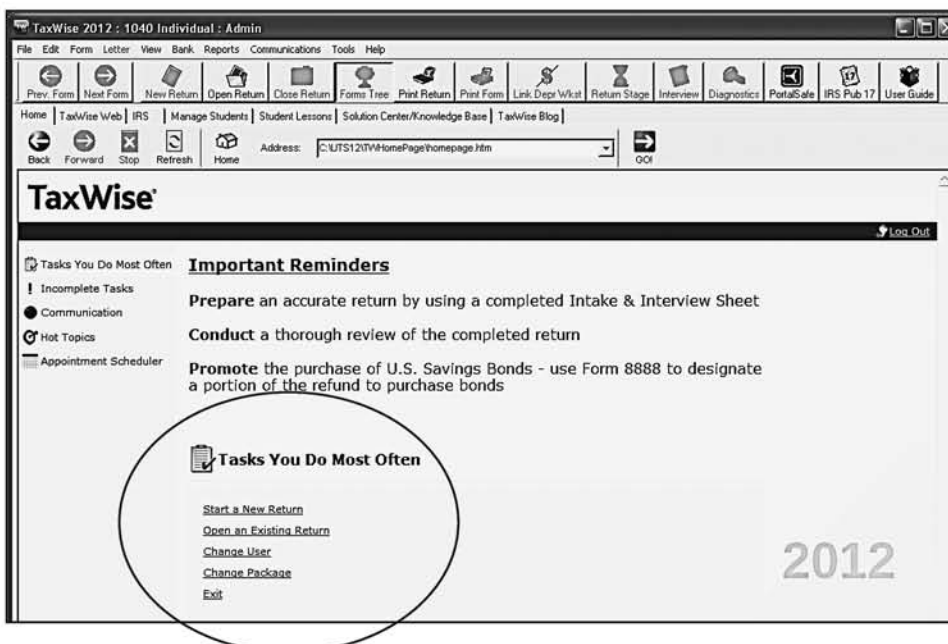 TaxWise 2012 : 1040 Individual : Admin
File Edit Form Letter View Bank Reports Communications Tools Help
Prev. Form Next Form New Return Open Return Close Return Forms Tree Print Return Print Form Link Depr Wkst Return Stage Interview Diagnostics PortalSafe IRS Pub 17 User Guide
Home TaxWise Web IRS Manage Students Student Lessons Solution Center/Knowledge Base TaxWise Blog
Back Forward Stop Refresh Home Address: C:\UTS12\TW\HomePage\homepage.htm GO!
TaxWise
Log Out
Tasks You Do Most Often
! Incomplete Tasks
Communication
Hot Topics
Appointment Scheduler
Important Reminders
Prepare an accurate return by using a completed Intake & Interview Sheet
Conduct a thorough review of the completed return
Promote the purchase of U.S. Savings Bonds - use Form 8888 to designate
a portion of the refund to purchase bonds
Tasks You Do Most Often
Start a New Return
Open an Existing Return
Change User
Change Package
Exit
2012